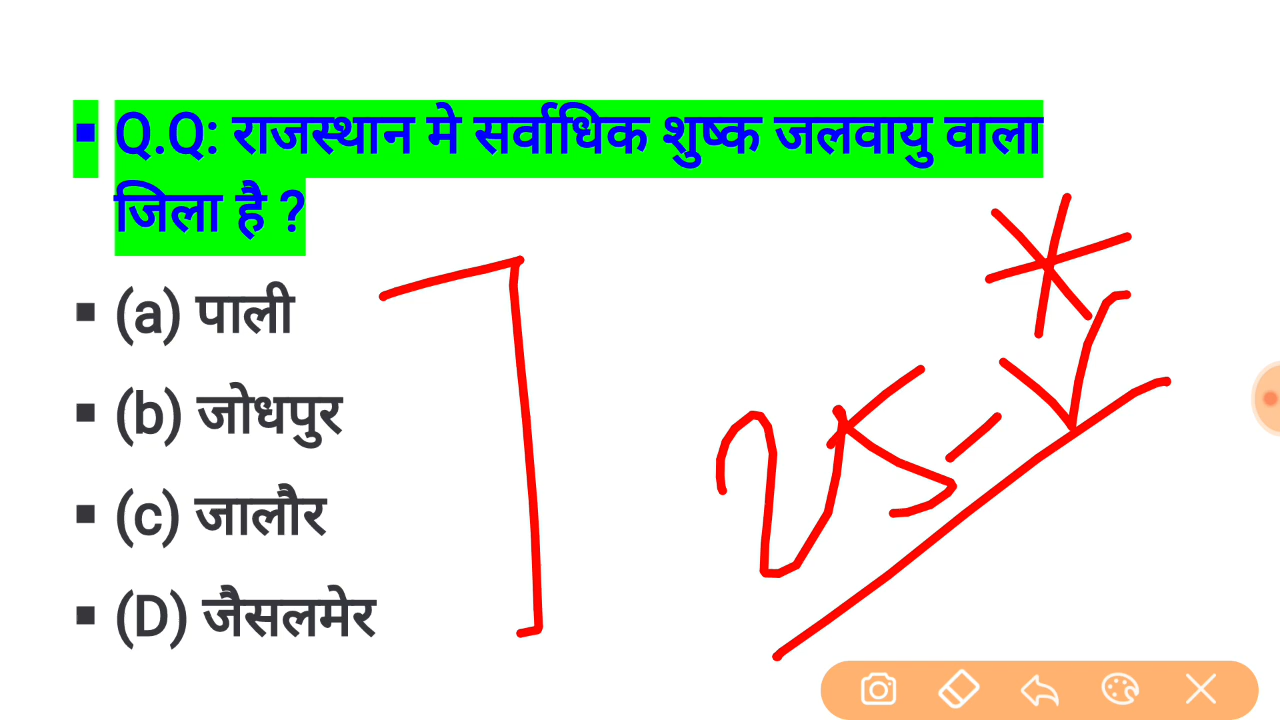 ▪ Q.Q: राजस्थान मे सर्वाधिक शुष्क जलवायु वाला
जिला है ?
▪ (a) पाली
▪ (b) जोधपुर
▪ (c) जालौर
▪ (D) जैसलमेर